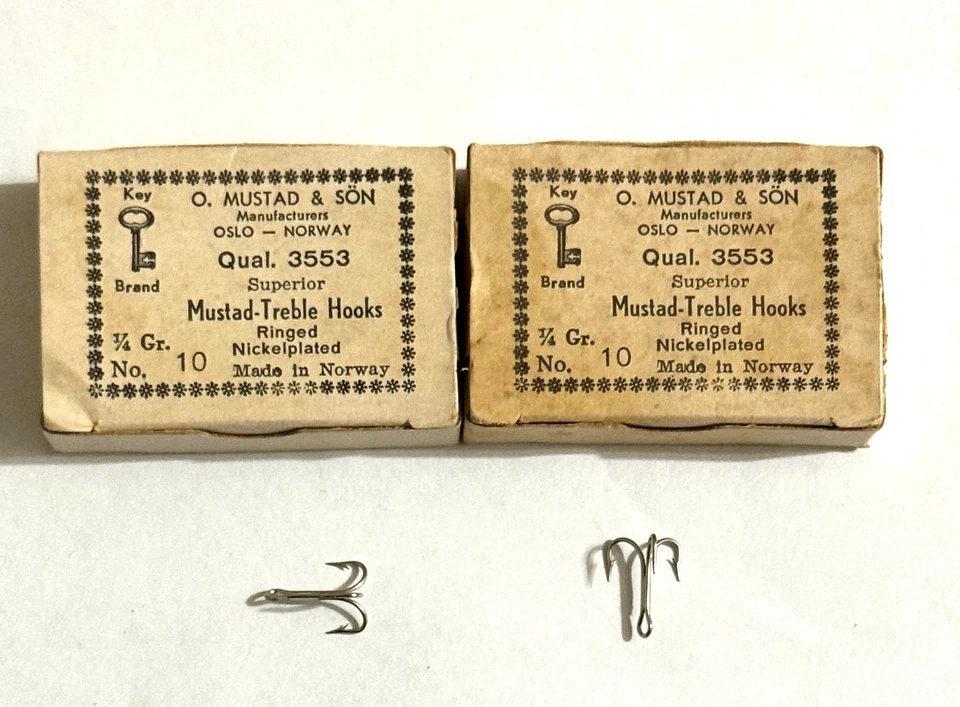 Key
O. MUSTAD & SÖN
Manufacturers
OSLO — NORWAY
Qual. 3553
Brand
Superior
Mustad-Treble Hooks
Ringed
¼ Gr.
Nickelplated
No. 10
Made in Norway
Key
O. MUSTAD & SÖN
Manufacturers
OSLO — NORWAY
Qual. 3553
Brand
Superior
Mustad-Treble Hooks
Ringed
¼ Gr.
Nickelplated
No. 10
Made in Norway